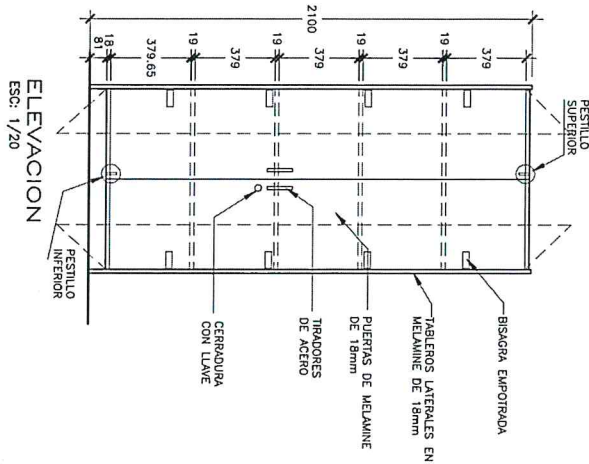 2100
81
18
379.65
19
379
19
379
19
379
19
379
PESTILLO
SUPERIOR
BISAGRA EMPOTRADA
TABLEROS LATERALES EN
MELAMINE DE 18mm
PUERTAS DE MELAMINE
DE 18mm
TIRADORES
DE ACERO
CERRADURA
CON LLAVE
PESTILLO
INFERIOR
ELEVACION
ESC: 1/20